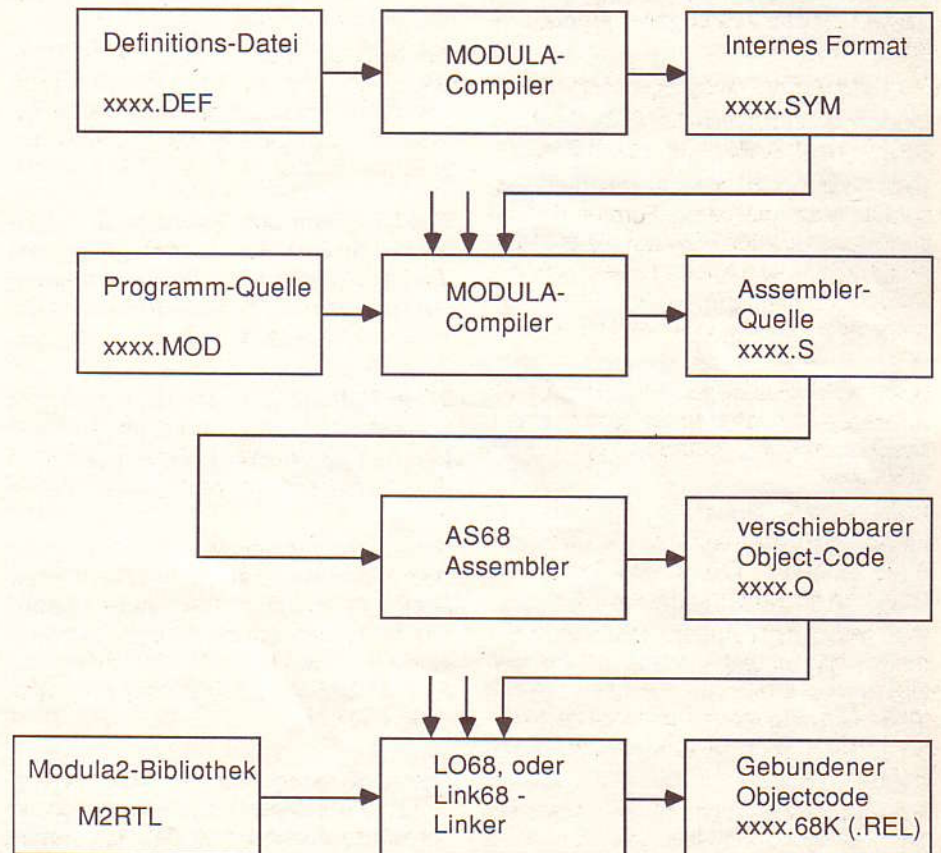 Definitions-Datei
xxxx.DEF
MODULA-
Compiler
Internes Format
xxxx.SYM
Programm-Quelle
xxxx.MOD
MODULA-
Compiler
Assembler-
Quelle
xxxx.S
AS68
Assembler
verschiebbarer
Object-Code
xxxx.O
Modula2-Bibliothek
M2RTL
LO68, oder
Link68 -
Linker
Gebundener
Objectcode
xxxx.68K (.REL)